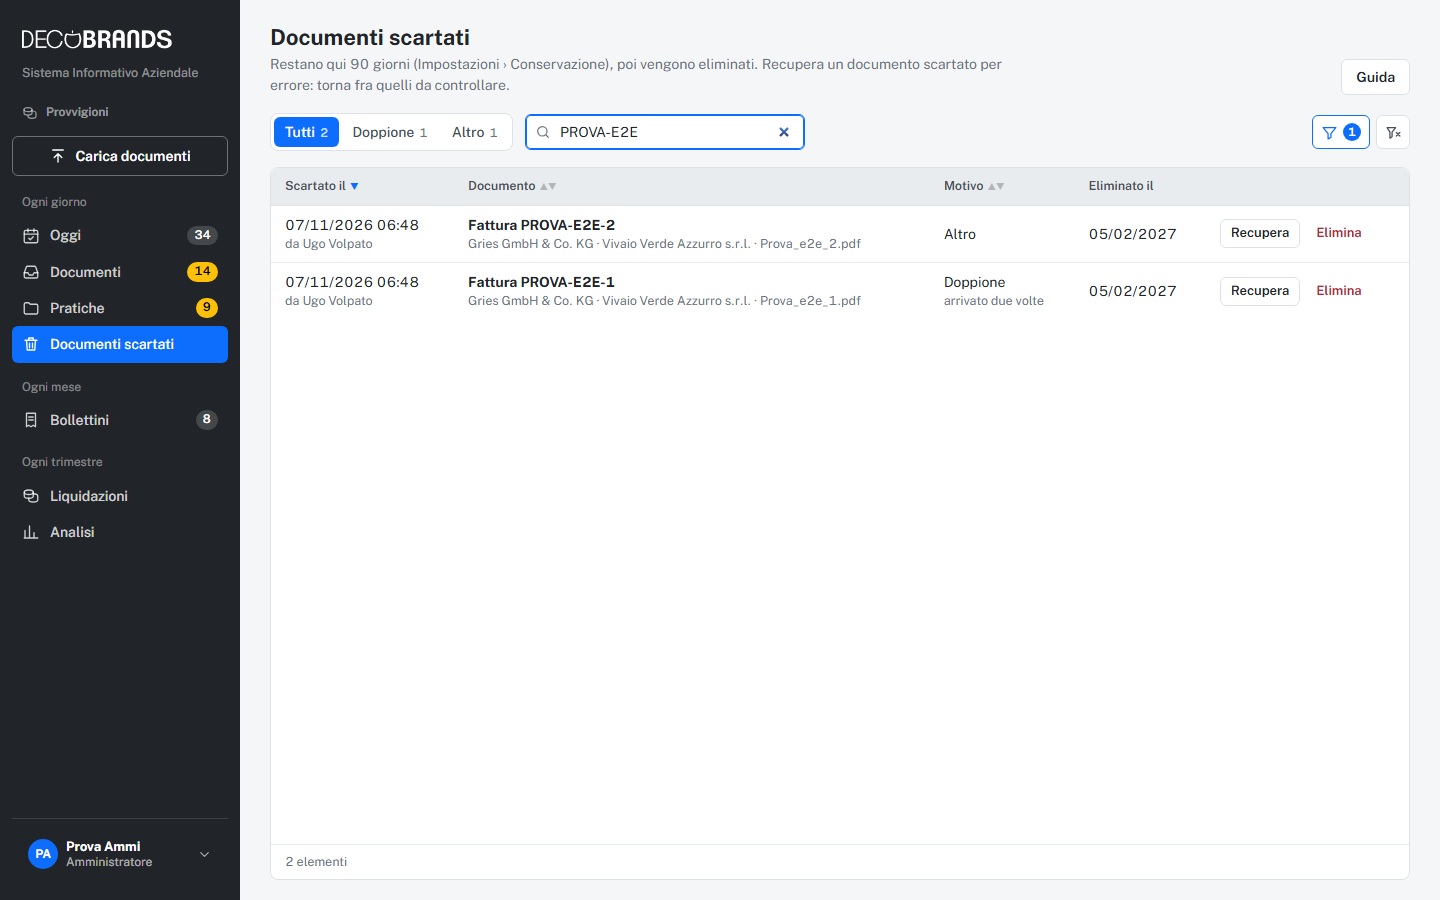 DECOBRANDS
Sistema Informativo Aziendale
Provvigioni
Carica documenti
Ogni giorno
Oggi 34
Documenti 14
Pratiche 9
Documenti scartati
Ogni mese
Bollettini 8
Ogni trimestre
Liquidazioni
Analisi
PA Prova Ammi
Amministratore
Documenti scartati
Restano qui 90 giorni (Impostazioni › Conservazione), poi vengono eliminati. Recupera un documento scartato per
errore: torna fra quelli da controllare.
Guida
Tutti 2 Doppione 1 Altro 1 PROVA-E2E 1
Scartato il Documento Motivo Eliminato il
07/11/2026 06:48 Fattura PROVA-E2E-2 Altro 05/02/2027 Recupera Elimina
da Ugo Volpato Gries GmbH & Co. KG · Vivaio Verde Azzurro s.r.l. · Prova_e2e_2.pdf
07/11/2026 06:48 Fattura PROVA-E2E-1 Doppione 05/02/2027 Recupera Elimina
da Ugo Volpato Gries GmbH & Co. KG · Vivaio Verde Azzurro s.r.l. · Prova_e2e_1.pdf arrivato due volte
2 elementi